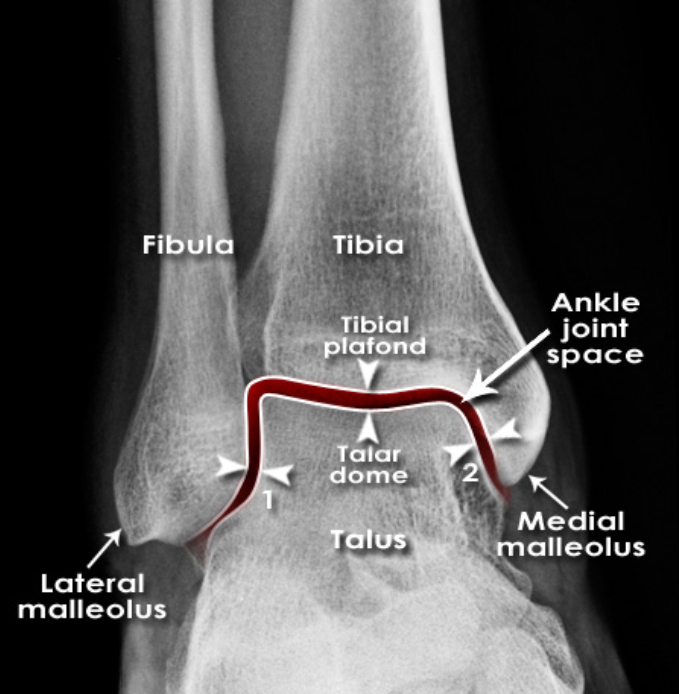 Fibula
Tibia
Ankle
joint
space
Tibial
plafond
Talar
dome
1
2
Talus
Medial
malleolus
Lateral
malleolus